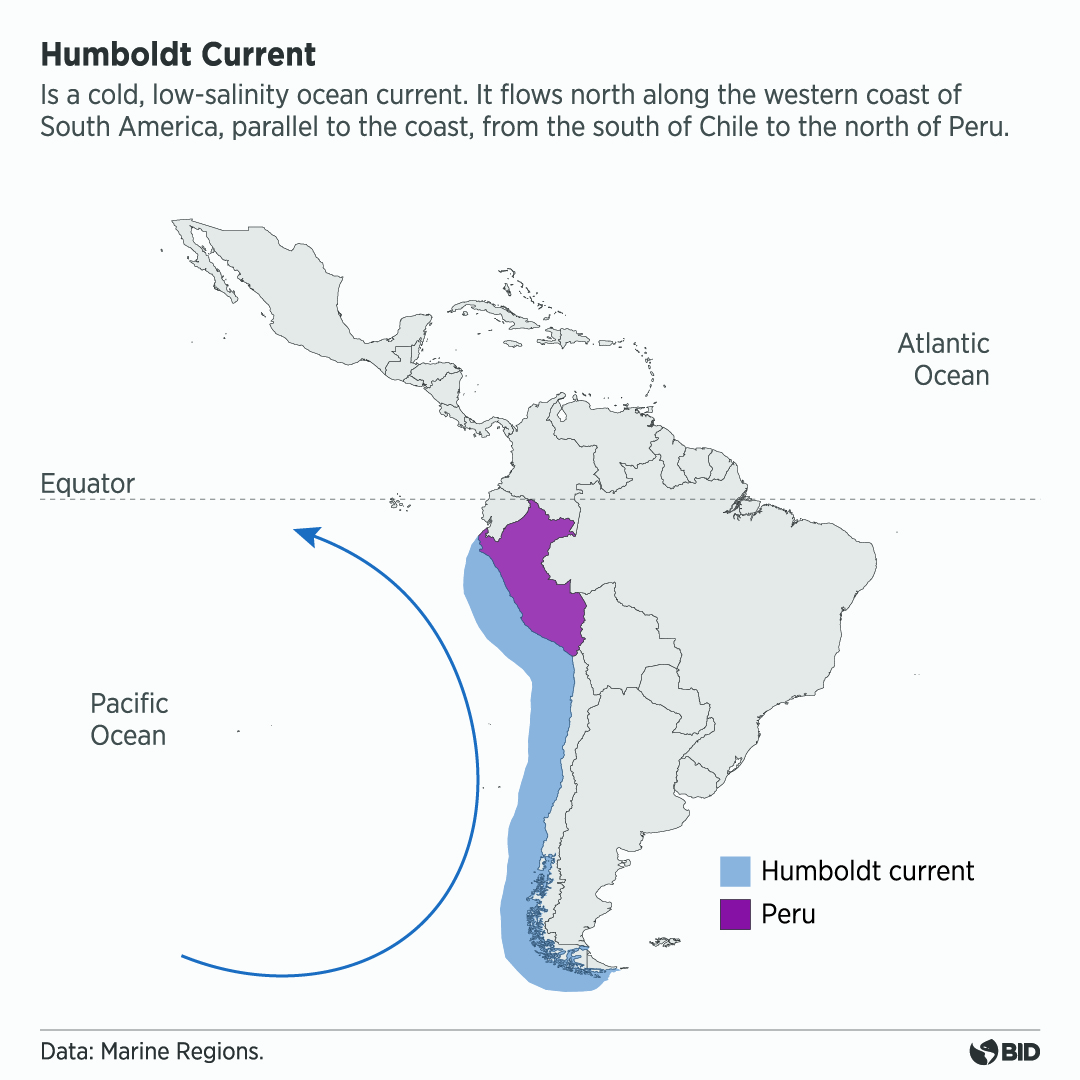 Humboldt Current
Is a cold, low-salinity ocean current. It flows north along the western coast of
South America, parallel to the coast, from the south of Chile to the north of Peru.
Atlantic
Ocean
Equator
Pacific
Ocean
Humboldt current
Peru
Data: Marine Regions.
BID